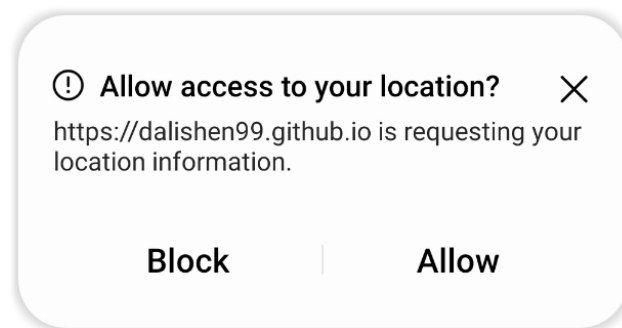 Allow access to your location?
https://dalishen99.github.io is requesting your
location information.
Block
Allow